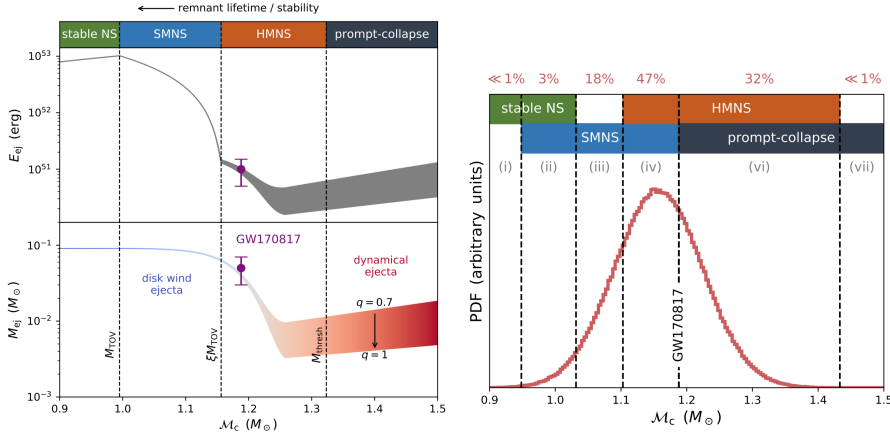 ← remnant lifetime / stability
stable NS SMNS HMNS prompt-collapse
10^53
10^52
10^51
E_ej (erg)
10^-1
10^-2
10^-3
M_ej (M_⊙)
GW170817
disk wind
ejecta
dynamical
ejecta
q = 0.7
q = 1
M_TOV
ξM_TOV
M_thresh
0.9 1.0 1.1 1.2 1.3 1.4 1.5
ℳ_c (M_⊙)
≪1% 3% 18% 47% 32% ≪1%
stable NS HMNS
SMNS prompt-collapse
(i) (ii) (iii) (iv) (vi) (vii)
PDF (arbitrary units)
GW170817
0.9 1.0 1.1 1.2 1.3 1.4 1.5
ℳ_c (M_⊙)